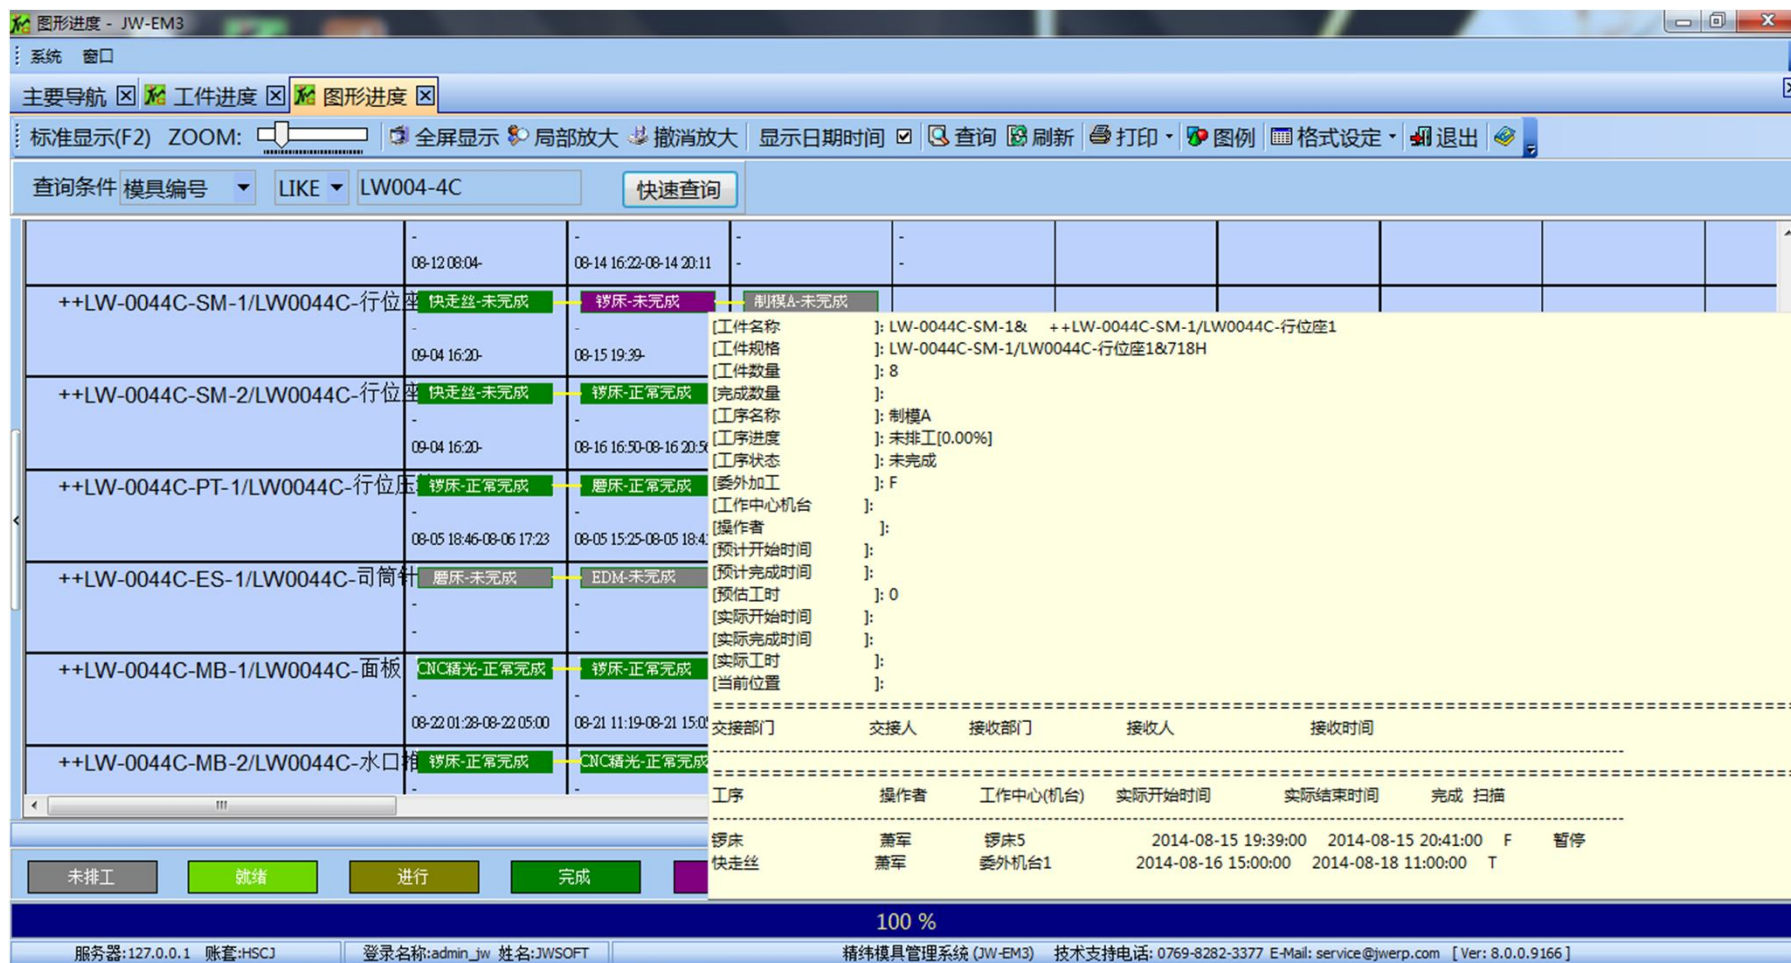 图形进度 - JW-EM3
系统 窗口
主要导航 工件进度 图形进度
标准显示(F2) ZOOM: 全屏显示 局部放大 撤消放大 显示日期时间 查询 刷新 打印 图例 格式设定 退出
查询条件 模具编号 LIKE LW004-4C 快速查询
- - - -
08-12 08:04- 08-14 16:22-08-14 20:11 - -
++LW-0044C-SM-1/LW0044C-行位座 快走丝-未完成 锣床-未完成 制模A-未完成
- -
09-04 16:20- 08-15 19:39-
++LW-0044C-SM-2/LW0044C-行位座 快走丝-未完成 锣床-正常完成
- -
09-04 16:20- 08-16 16:50-08-16 20:56
++LW-0044C-PT-1/LW0044C-行位压 锣床-正常完成 磨床-正常完成
- -
08-05 18:46-08-06 17:23 08-05 15:25-08-05 18:4
++LW-0044C-ES-1/LW0044C-司筒针 磨床-未完成 EDM-未完成
- -
- -
++LW-0044C-MB-1/LW0044C-面板 CNC精光-正常完成 锣床-正常完成
- -
08-22 01:28-08-22 05:00 08-21 11:19-08-21 15:0
++LW-0044C-MB-2/LW0044C-水口推 锣床-正常完成 CNC精光-正常完成
- -
[工件名称 ]: LW-0044C-SM-1& ++LW-0044C-SM-1/LW0044C-行位座1
[工件规格 ]: LW-0044C-SM-1/LW0044C-行位座1&718H
[工件数量 ]: 8
[完成数量 ]:
[工序名称 ]: 制模A
[工序进度 ]: 未排工[0.00%]
[工序状态 ]: 未完成
[委外加工 ]: F
[工作中心机台 ]:
[操作者 ]:
[预计开始时间 ]:
[预计完成时间 ]:
[预估工时 ]: 0
[实际开始时间 ]:
[实际完成时间 ]:
[实际工时 ]:
[当前位置 ]:
交接部门 交接人 接收部门 接收人 接收时间
工序 操作者 工作中心(机台) 实际开始时间 实际结束时间 完成 扫描
锣床 萧军 锣床5 2014-08-15 19:39:00 2014-08-15 20:41:00 F 暂停
快走丝 萧军 委外机台1 2014-08-16 15:00:00 2014-08-18 11:00:00 T
未排工 就绪 进行 完成
100 %
服务器:127.0.0.1 账套:HSCJ 登录名称:admin_jw 姓名:JWSOFT 精纬模具管理系统 (JW-EM3) 技术支持电话: 0769-8282-3377 E-Mail: service@jwerp.com [ Ver: 8.0.0.9166 ]